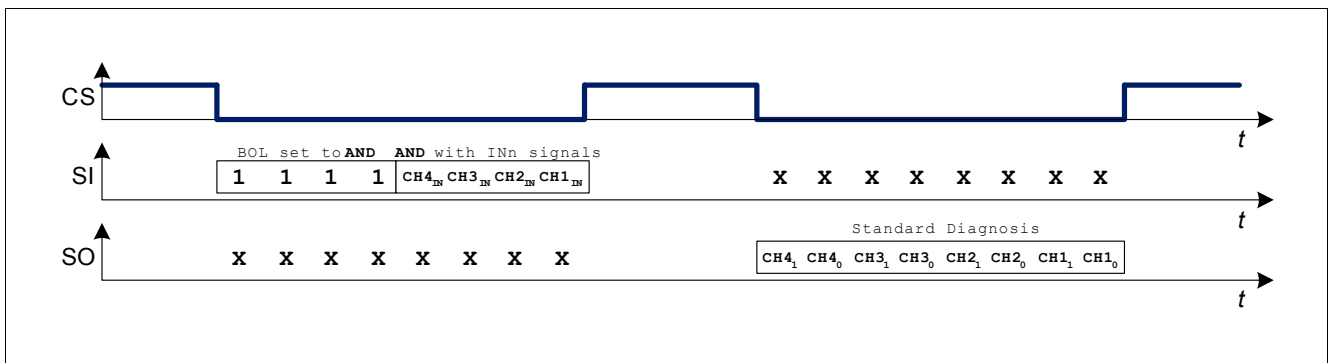 CS
t
BOL set to AND AND with INn signals
SI 1 1 1 1 CH4IN CH3IN CH2IN CH1IN X X X X X X X X
t
Standard Diagnosis
SO X X X X X X X X CH41 CH40 CH31 CH30 CH21 CH20 CH11 CH10
t